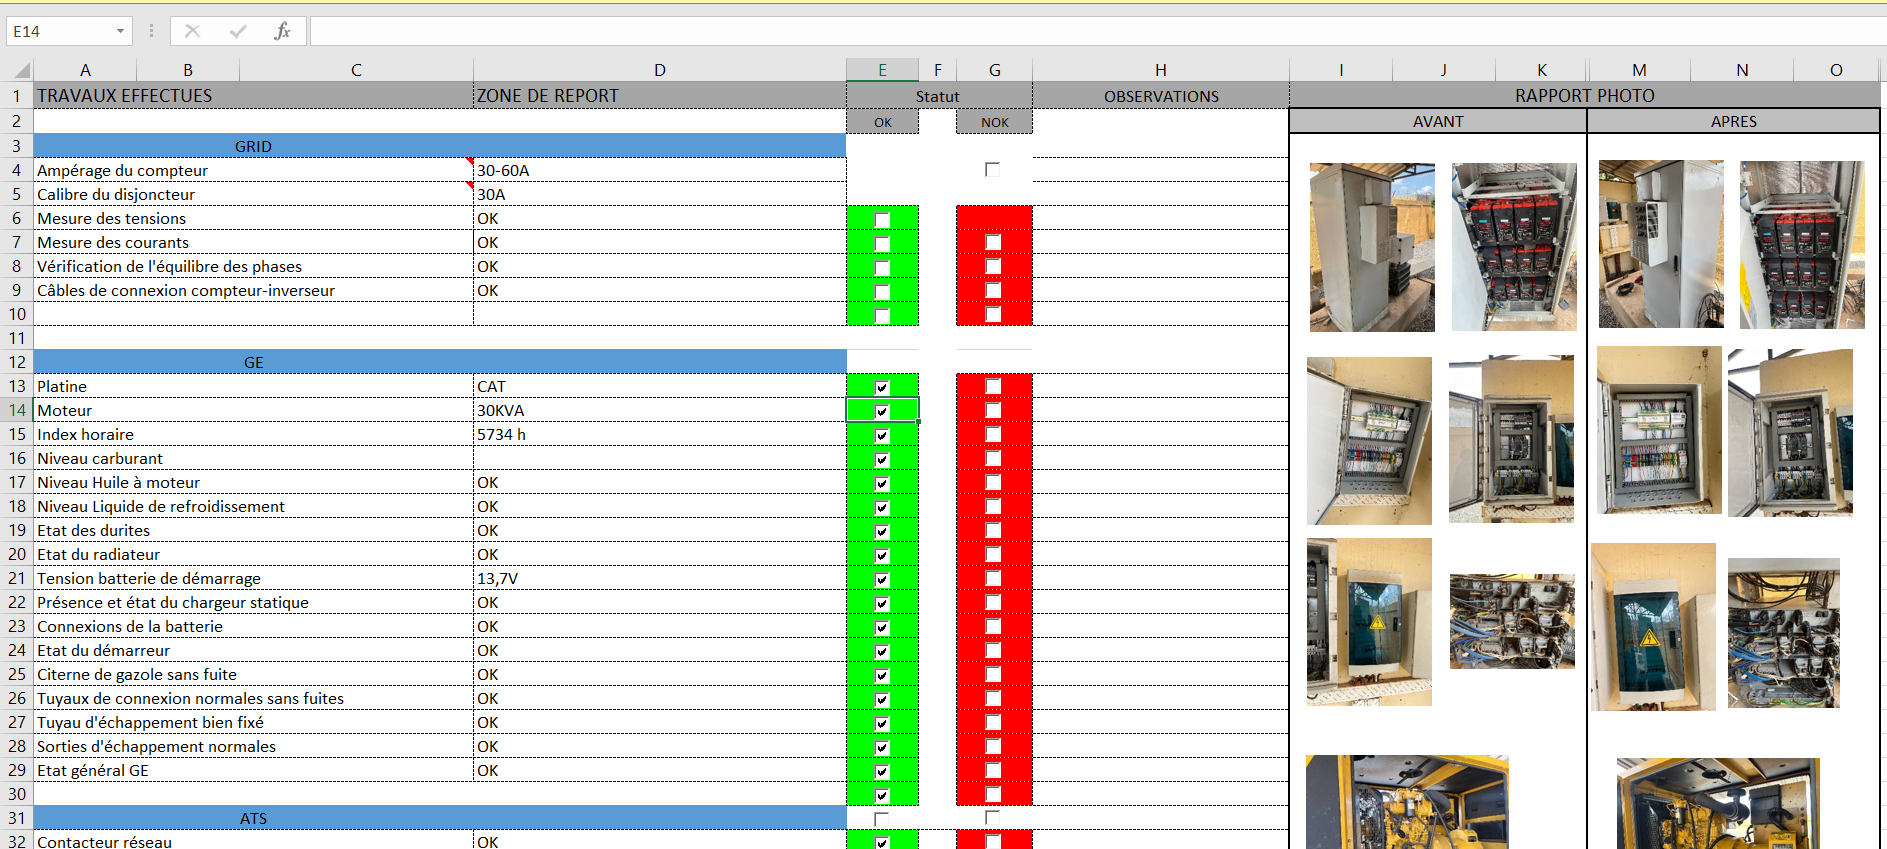 E14
fx
A B C D E F G H I J K M N O
1 TRAVAUX EFFECTUES ZONE DE REPORT Statut OBSERVATIONS RAPPORT PHOTO
2 OK NOK AVANT APRES
3 GRID
4 Ampérage du compteur 30-60A
5 Calibre du disjoncteur 30A
6 Mesure des tensions OK
7 Mesure des courants OK
8 Vérification de l'équilibre des phases OK
9 Câbles de connexion compteur-inverseur OK
10
11
12 GE
13 Platine CAT
14 Moteur 30KVA
15 Index horaire 5734 h
16 Niveau carburant
17 Niveau Huile à moteur OK
18 Niveau Liquide de refroidissement OK
19 Etat des durites OK
20 Etat du radiateur OK
21 Tension batterie de démarrage 13,7V
22 Présence et état du chargeur statique OK
23 Connexions de la batterie OK
24 Etat du démarreur OK
25 Citerne de gazole sans fuite OK
26 Tuyaux de connexion normales sans fuites OK
27 Tuyau d'échappement bien fixé OK
28 Sorties d'échappement normales OK
29 Etat général GE OK
30
31 ATS
32 Contacteur réseau OK